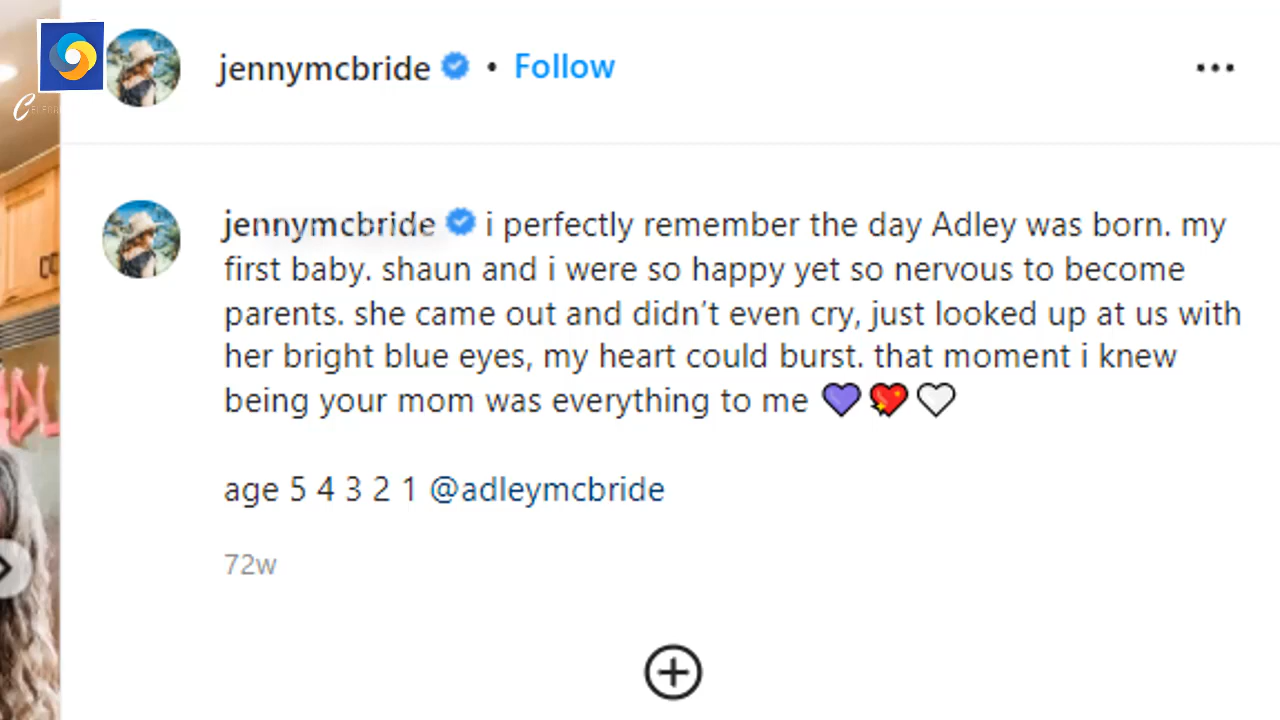 jennymcbride • Follow
jennymcbride i perfectly remember the day Adley was born. my
first baby. shaun and i were so happy yet so nervous to become
parents. she came out and didn’t even cry, just looked up at us with
her bright blue eyes, my heart could burst. that moment i knew
being your mom was everything to me 💜💖🤍
age 5 4 3 2 1 @adleymcbride
72w